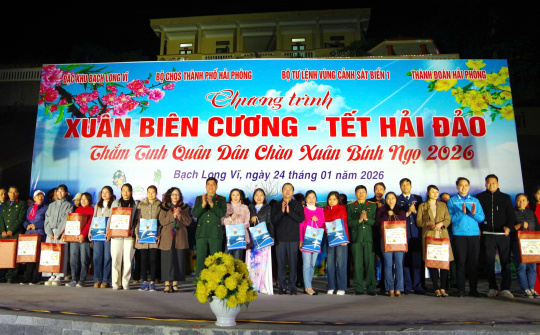 ĐẶC KHU BẠCH LONG VĨ BỘ CHQS THÀNH PHỐ HẢI PHÒNG BỘ TƯ LỆNH VÙNG CẢNH SÁT BIỂN 1 THÀNH ĐOÀN HẢI PHÒNG
Chương trình
XUÂN BIÊN CƯƠNG - TẾT HẢI ĐẢO
Thắm Tình Quân Dân Chào Xuân Bính Ngọ 2026
Bạch Long Vĩ, ngày 24 tháng 01 năm 2026